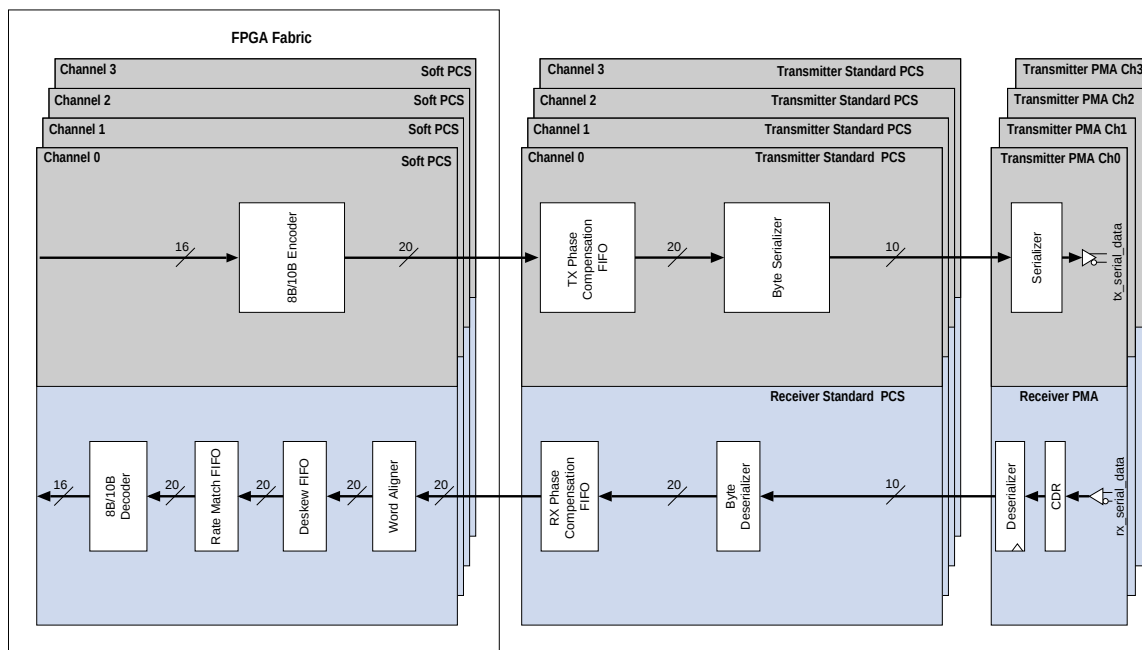 FPGA Fabric
Channel 3
Soft PCS
Channel 2
Soft PCS
Channel 1
Soft PCS
Channel 0
Soft PCS
Channel 3
Transmitter Standard PCS
Channel 2
Transmitter Standard PCS
Channel 1
Transmitter Standard PCS
Channel 0
Transmitter Standard PCS
Transmitter PMA Ch3
Transmitter PMA Ch2
Transmitter PMA Ch1
Transmitter PMA Ch0
16
8B/10B Encoder
20
TX Phase
Compensation
FIFO
20
Byte Serializer
10
Serializer
tx_serial_data
Receiver Standard PCS
Receiver PMA
16
8B/10B
Decoder
20
Rate Match FIFO
20
Deskew FIFO
20
Word Aligner
20
RX Phase
Compensation
FIFO
20
Byte
Deserializer
10
Deserializer
CDR
rx_serial_data